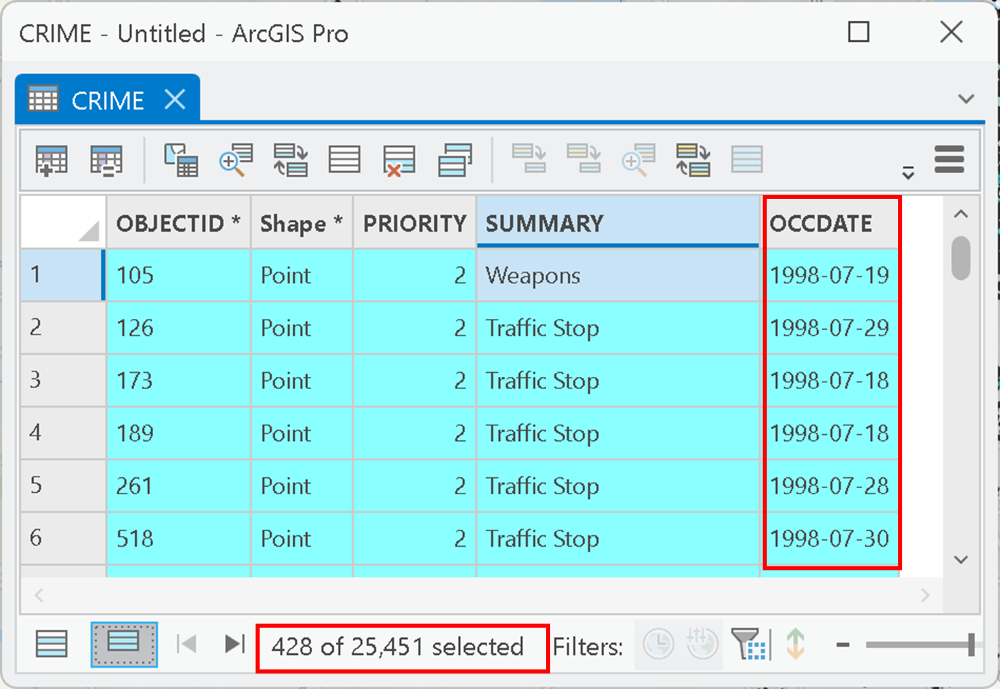 CRIME - Untitled - ArcGIS Pro
CRIME
OBJECTID * Shape * PRIORITY SUMMARY OCCDATE
1 105 Point 2 Weapons 1998-07-19
2 126 Point 2 Traffic Stop 1998-07-29
3 173 Point 2 Traffic Stop 1998-07-18
4 189 Point 2 Traffic Stop 1998-07-18
5 261 Point 2 Traffic Stop 1998-07-28
6 518 Point 2 Traffic Stop 1998-07-30
428 of 25,451 selected Filters: